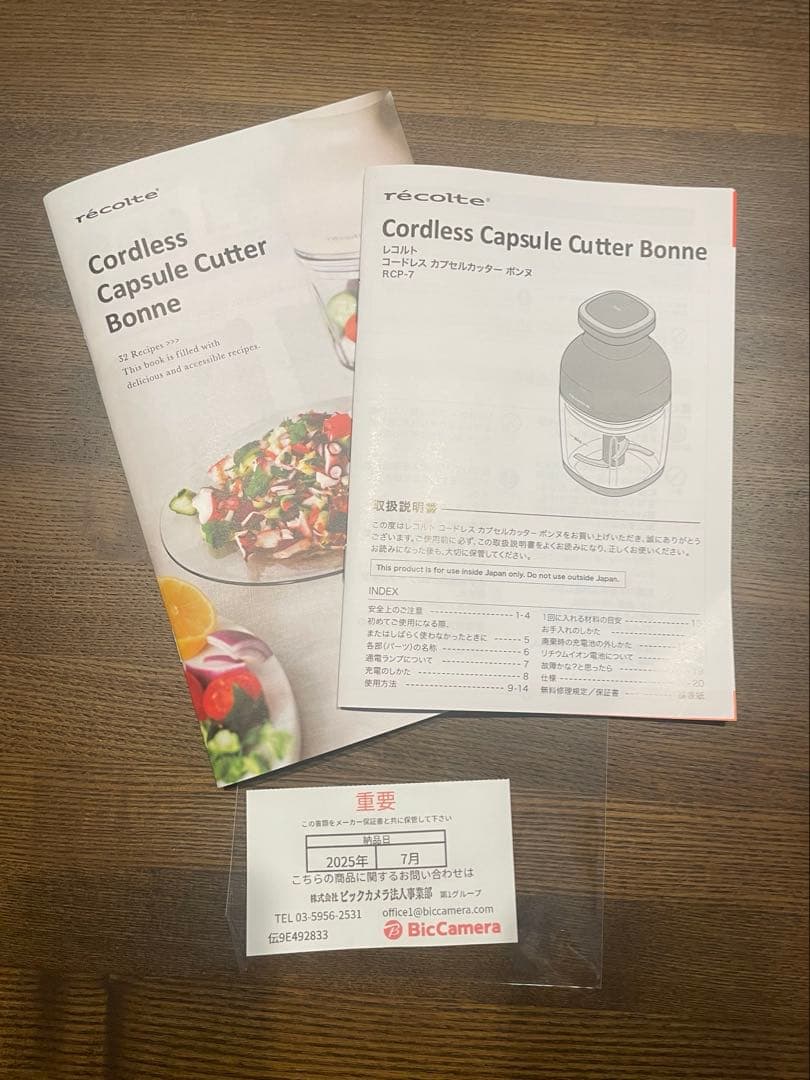 récolte
Cordless
Capsule Cutter
Bonne
32 Recipes >>>
This book is filled with
delicious and accessible recipes.
récolte
Cordless Capsule Cutter Bonne
レコルト
コードレス カプセルカッター ボンヌ
RCP-7
取扱説明書
この度はレコルト コードレス カプセルカッター ボンヌをお買い上げいただき、誠にありがとう
ございます。ご使用前に必ず、この取扱説明書をよくお読みになり、正しくお使いください。
お読みになった後も、大切に保管してください。
This product is for use inside Japan only. Do not use outside Japan.
INDEX
安全上のご注意 1-4
初めてご使用になる際、
またはしばらく使わなかったときに 5
各部(パーツ)の名称 6
通電ランプについて 7
充電のしかた 8
使用方法 9-14
1回に入れる材料の目安
お手入れのしかた
廃棄時の充電池の外しかた
リチウムイオン電池について
故障かな?と思ったら
仕様 20
無料修理規定/保証書
重要
この書類をメーカー保証書と共に保管して下さい
納品日
2025年 7月
こちらの商品に関するお問い合わせは
株式会社 ビックカメラ法人事業部 第1グループ
TEL 03-5956-2531 office1@biccamera.com
伝9E492833
BicCamera